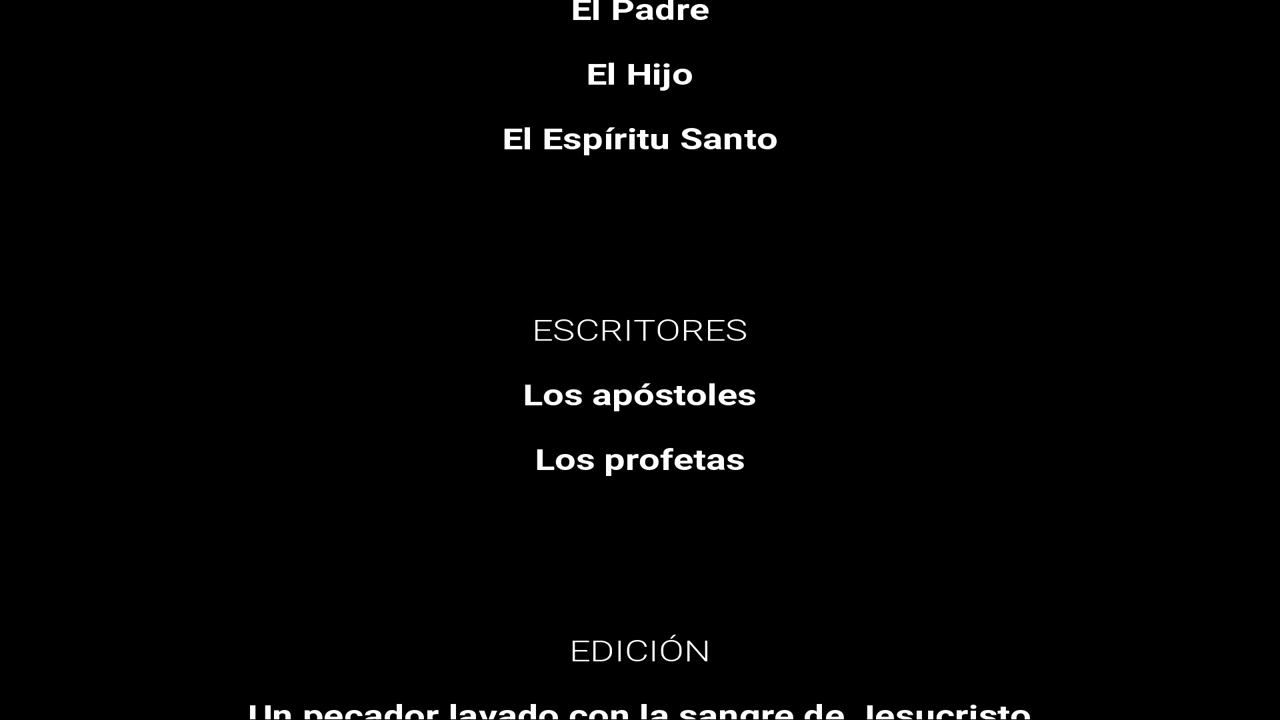 El Padre
El Hijo
El Espíritu Santo
ESCRITORES
Los apóstoles
Los profetas
EDICIÓN
Un pecador lavado con la sangre de Jesucristo